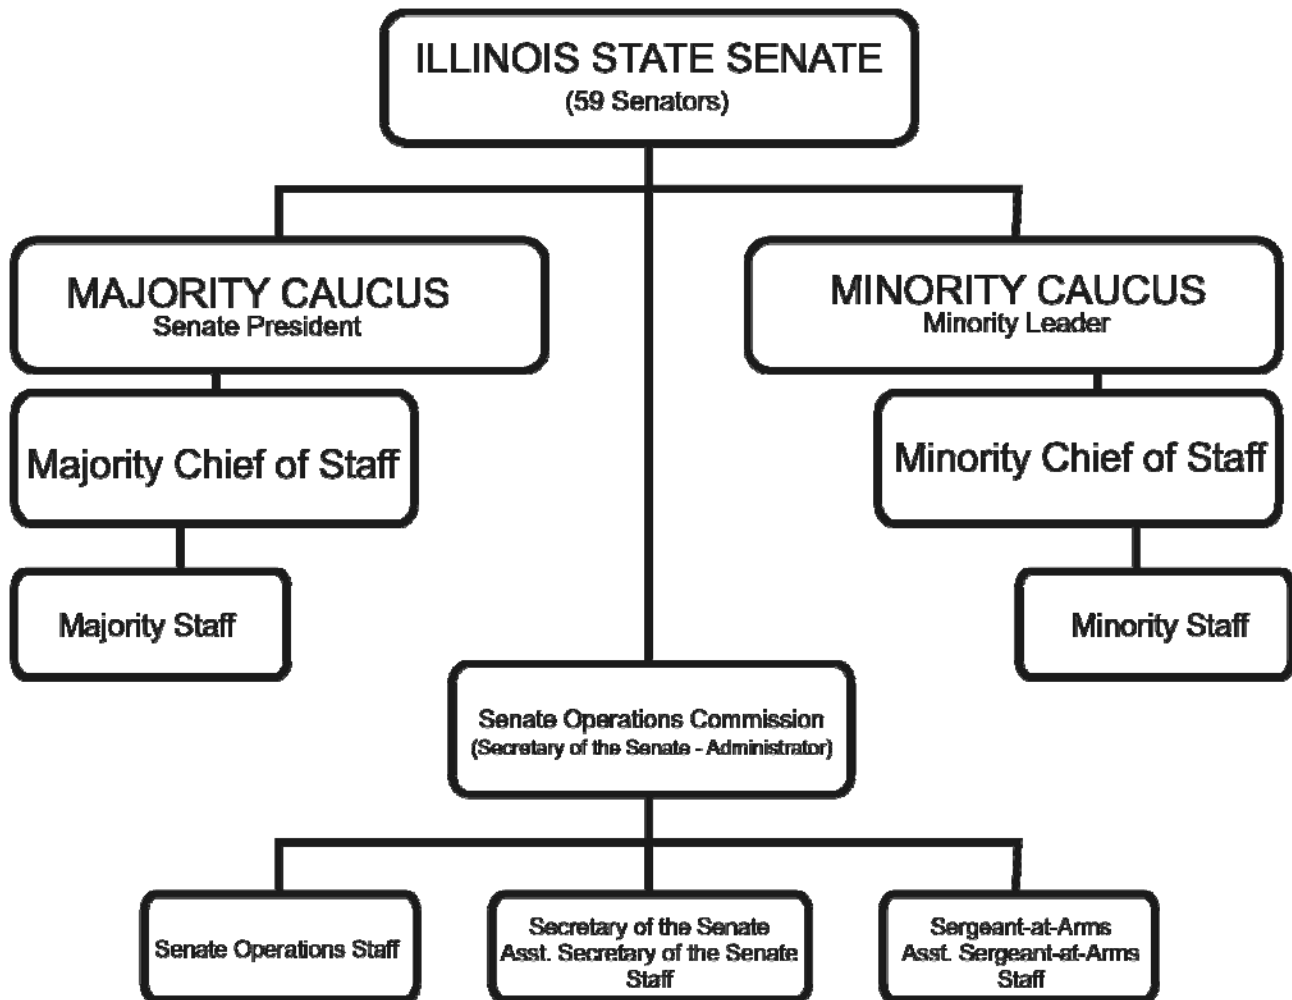 ILLINOIS STATE SENATE
(59 Senators)
MAJORITY CAUCUS
Senate President
MINORITY CAUCUS
Minority Leader
Majority Chief of Staff
Minority Chief of Staff
Majority Staff
Minority Staff
Senate Operations Commission
(Secretary of the Senate - Administrator)
Senate Operations Staff
Secretary of the Senate
Asst. Secretary of the Senate
Staff
Sergeant-at-Arms
Asst. Sergeant-at-Arms
Staff